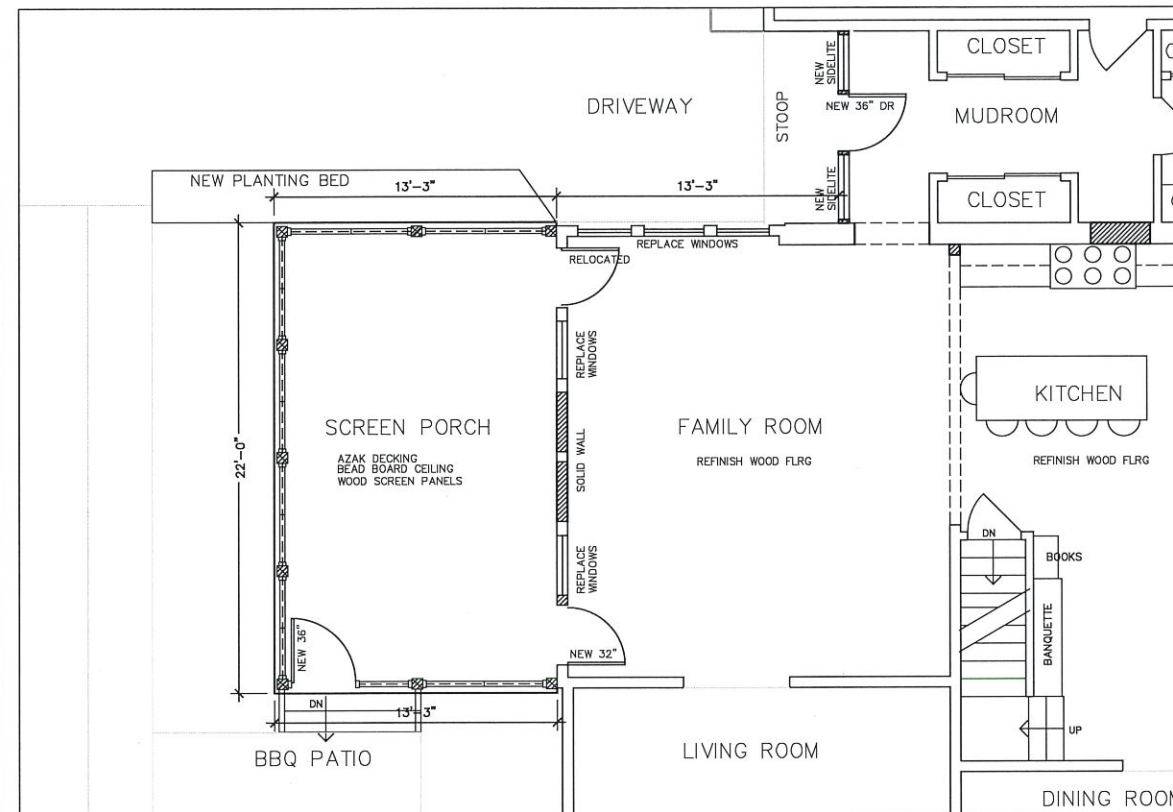 CLOSET
NEW
SIDELITE
DRIVEWAY
STOOP
NEW 36" DR
MUDROOM
NEW PLANTING BED
13'-3"
13'-3"
NEW
SIDELITE
CLOSET
REPLACE WINDOWS
RELOCATED
REPLACE
WINDOWS
KITCHEN
SCREEN PORCH
FAMILY ROOM
22'-0"
AZAK DECKING
BEAD BOARD CEILING
WOOD SCREEN PANELS
SOLID WALL
REFINISH WOOD FLRG
REFINISH WOOD FLRG
DN
BOOKS
REPLACE
WINDOWS
BANQUETTE
NEW 36"
NEW 32"
DN
13'-3"
UP
BBQ PATIO
LIVING ROOM
DINING ROOM